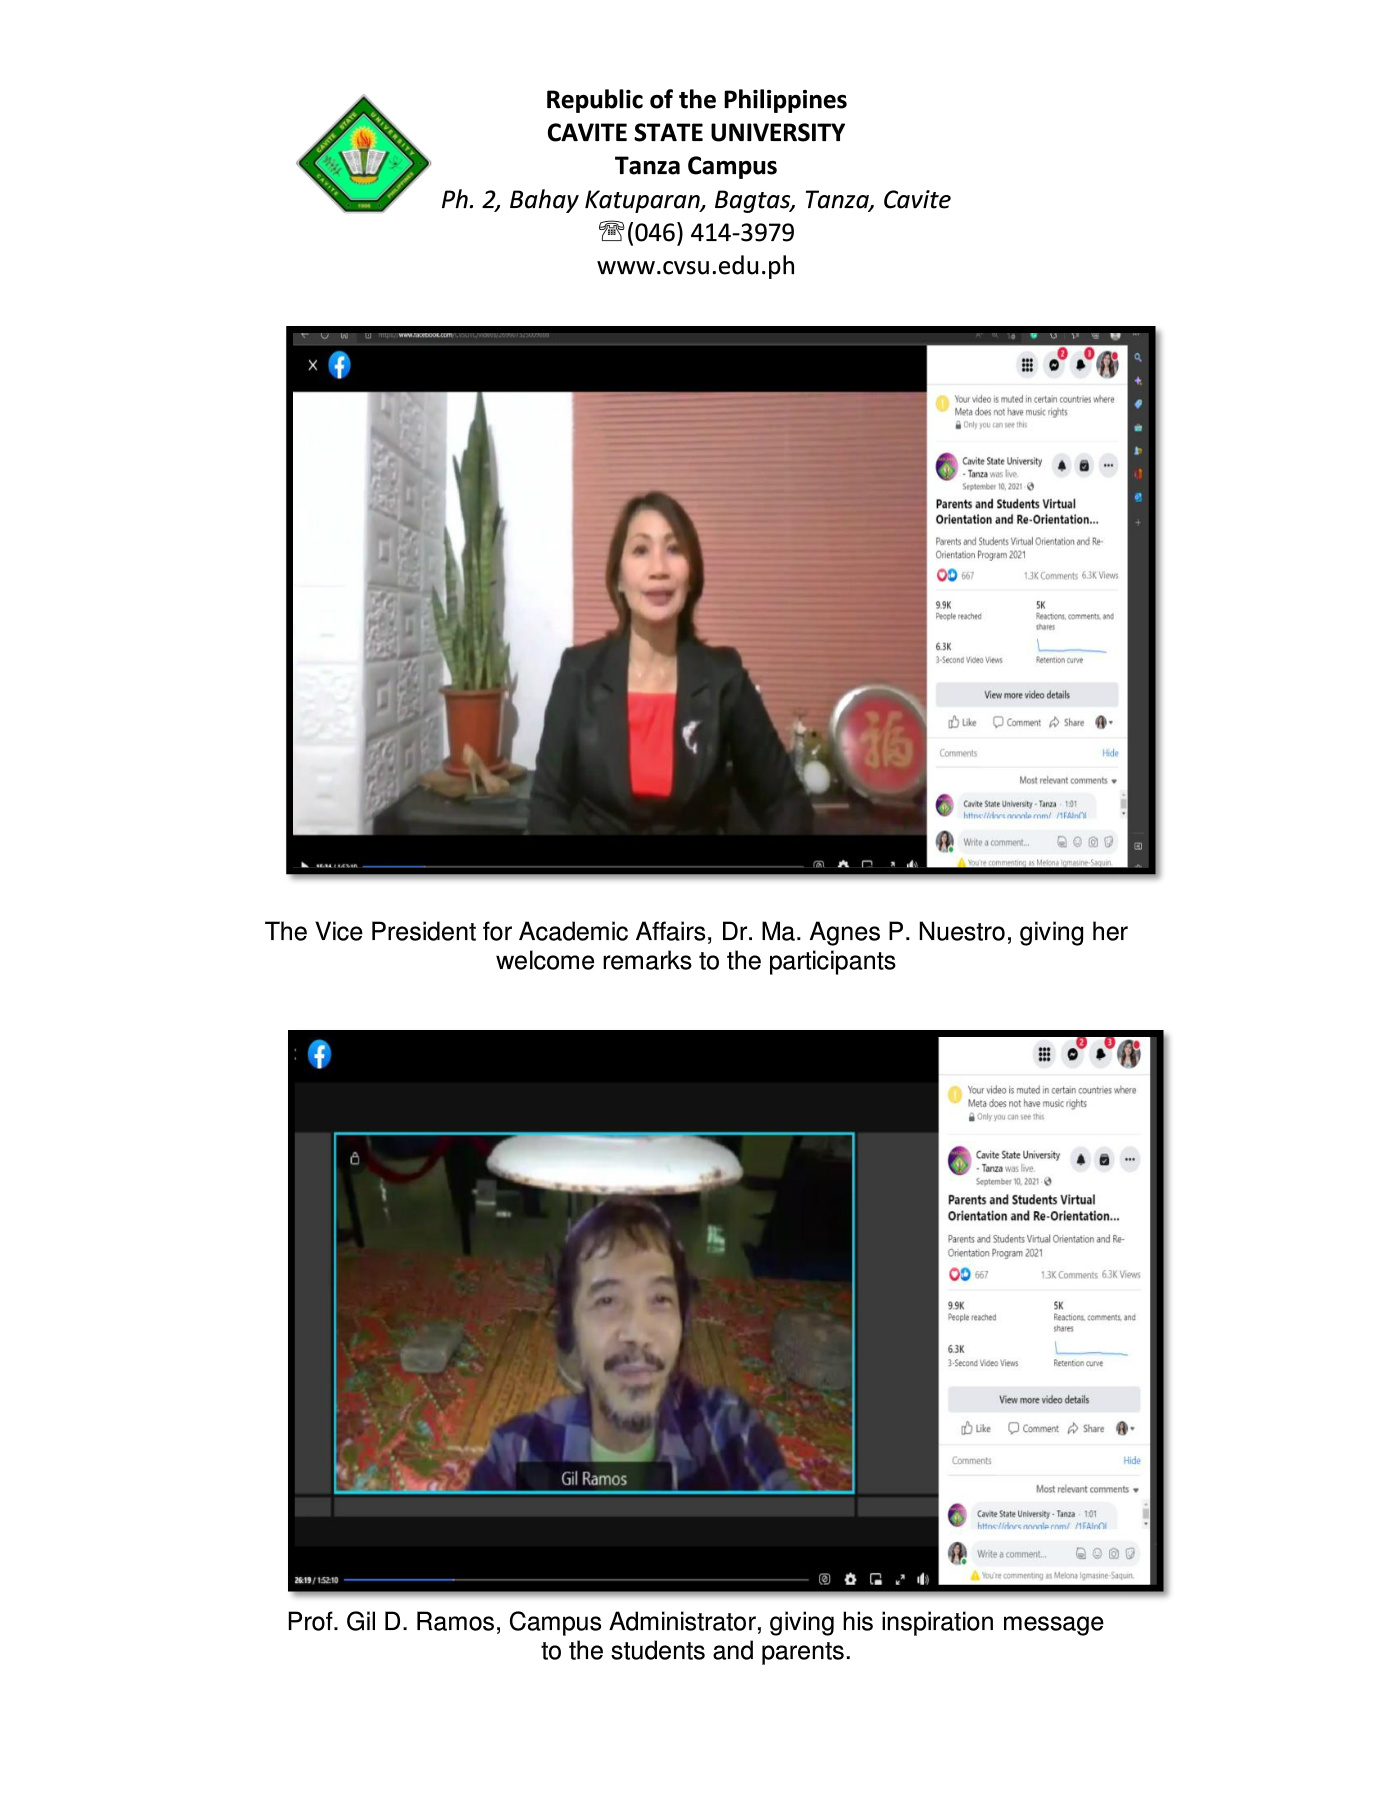 Republic of the Philippines
CAVITE STATE UNIVERSITY
Tanza Campus
Ph. 2, Bahay Katuparan, Bagtas, Tanza, Cavite
☏(046) 414-3979
www.cvsu.edu.ph
CAVITE STATE UNIVERSITY
CAVITE PHILIPPINES
1906
2
3
Your video is muted in certain countries where
Meta does not have music rights
Only you can see this
Cavite State University
- Tanza was live.
September 10, 2021 ·
Parents and Students Virtual
Orientation and Re-Orientation...
Parents and Students Virtual Orientation and Re-
Orientation Program 2021
667 1.3K Comments 6.3K Views
9.9K 5K
People reached Reactions, comments, and
shares
6.3K
3-Second Video Views Retention curve
View more video details
Like Comment Share
Comments Hide
Most relevant comments
Cavite State University - Tanza · 1:01
https://docs.google.com/.../1FAIpQL
Write a comment...
You're commenting as Melona Igmasine-Saquin.
福
The Vice President for Academic Affairs, Dr. Ma. Agnes P. Nuestro, giving her
welcome remarks to the participants
2
3
Your video is muted in certain countries where
Meta does not have music rights
Only you can see this
Cavite State University
- Tanza was live.
September 10, 2021 ·
Parents and Students Virtual
Orientation and Re-Orientation...
Parents and Students Virtual Orientation and Re-
Orientation Program 2021
667 1.3K Comments 6.3K Views
9.9K 5K
People reached Reactions, comments, and
shares
6.3K
3-Second Video Views Retention curve
View more video details
Like Comment Share
Comments Hide
Most relevant comments
Cavite State University - Tanza · 1:01
https://docs.google.com/.../1FAIpQL
Write a comment...
You're commenting as Melona Igmasine-Saquin.
Gil Ramos
26:19 / 1:52:10
Prof. Gil D. Ramos, Campus Administrator, giving his inspiration message
to the students and parents.